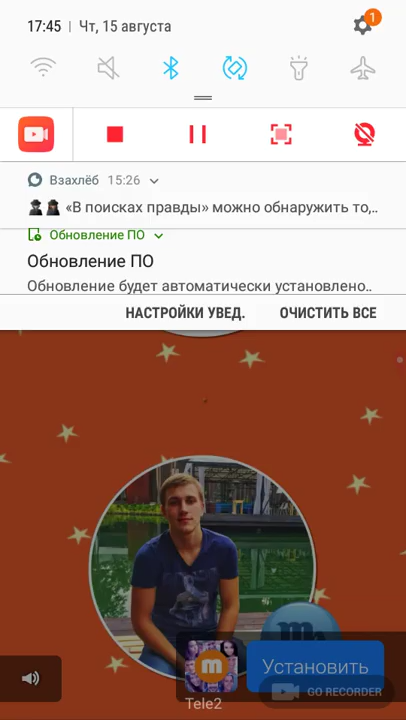 17:45 | Чт, 15 августа
1
Взахлёб 15:26
«В поисках правды» можно обнаружить то,..
Обновление ПО
Обновление ПО
Обновление будет автоматически установлено..
НАСТРОЙКИ УВЕД. ОЧИСТИТЬ ВСЕ
m
m
Установить
GO RECORDER
Tele2